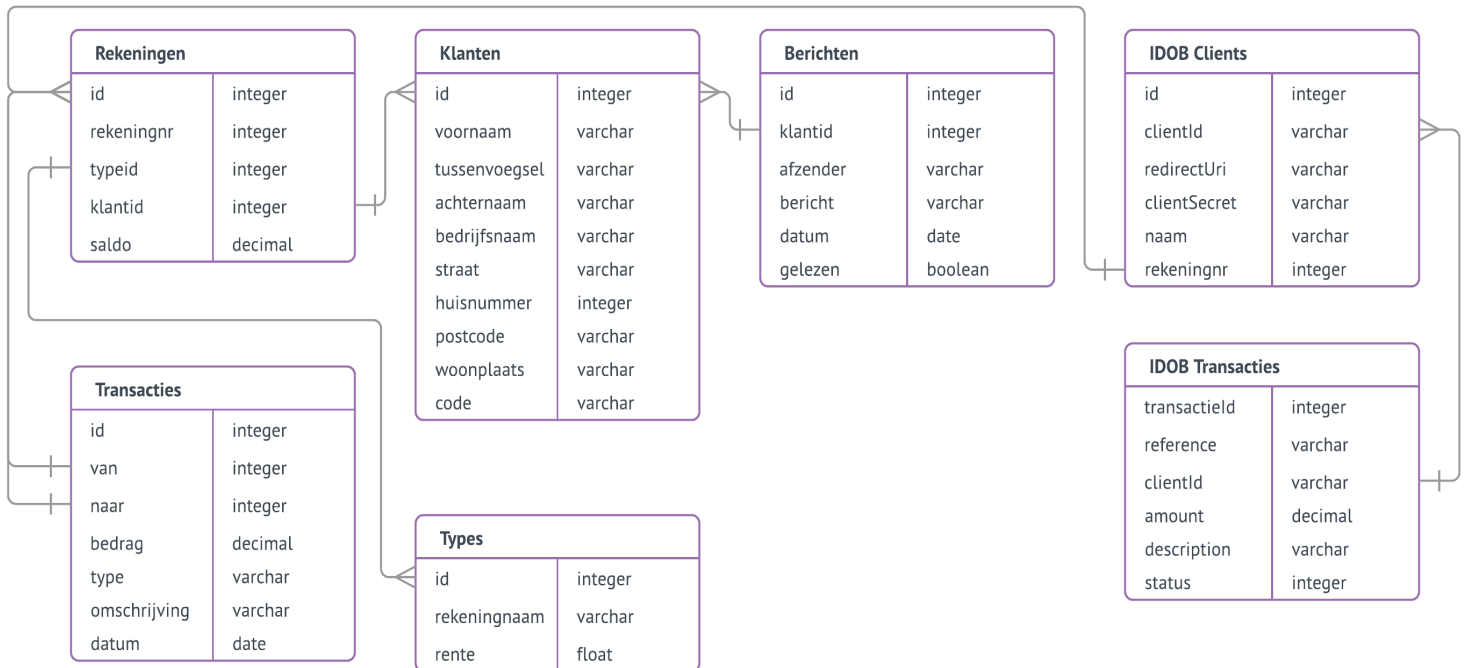 Rekeningen
id integer
rekeningnr integer
typeid integer
klantid integer
saldo decimal
Klanten
id integer
voornaam varchar
tussenvoegsel varchar
achternaam varchar
bedrijfsnaam varchar
straat varchar
huisnummer integer
postcode varchar
woonplaats varchar
code varchar
Berichten
id integer
klantid integer
afzender varchar
bericht varchar
datum date
gelezen boolean
IDOB Clients
id integer
clientId varchar
redirectUri varchar
clientSecret varchar
naam varchar
rekeningnr integer
Transacties
id integer
van integer
naar integer
bedrag decimal
type varchar
omschrijving varchar
datum date
Types
id integer
rekeningnaam varchar
rente float
IDOB Transacties
transactieId integer
reference varchar
clientId varchar
amount decimal
description varchar
status integer